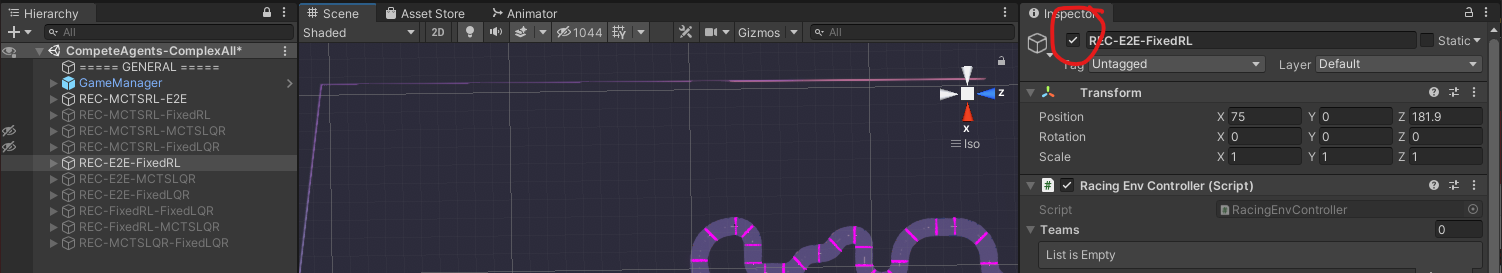 Hierarchy
All
CompeteAgents-ComplexAll*
===== GENERAL =====
GameManager
REC-MCTSRL-E2E
REC-MCTSRL-FixedRL
REC-MCTSRL-MCTSLQR
REC-MCTSRL-FixedLQR
REC-E2E-FixedRL
REC-E2E-MCTSLQR
REC-E2E-FixedLQR
REC-FixedRL-FixedLQR
REC-FixedRL-MCTSLQR
REC-MCTSLQR-FixedLQR
Scene Asset Store Animator
Shaded 2D 1044 Gizmos All
z
x
Iso
Inspector
REC-E2E-FixedRL Static
Tag Untagged Layer Default
Transform
Position X 75 Y 0 Z 181.9
Rotation X 0 Y 0 Z 0
Scale X 1 Y 1 Z 1
# Racing Env Controller (Script)
Script RacingEnvController
Teams 0
List is Empty